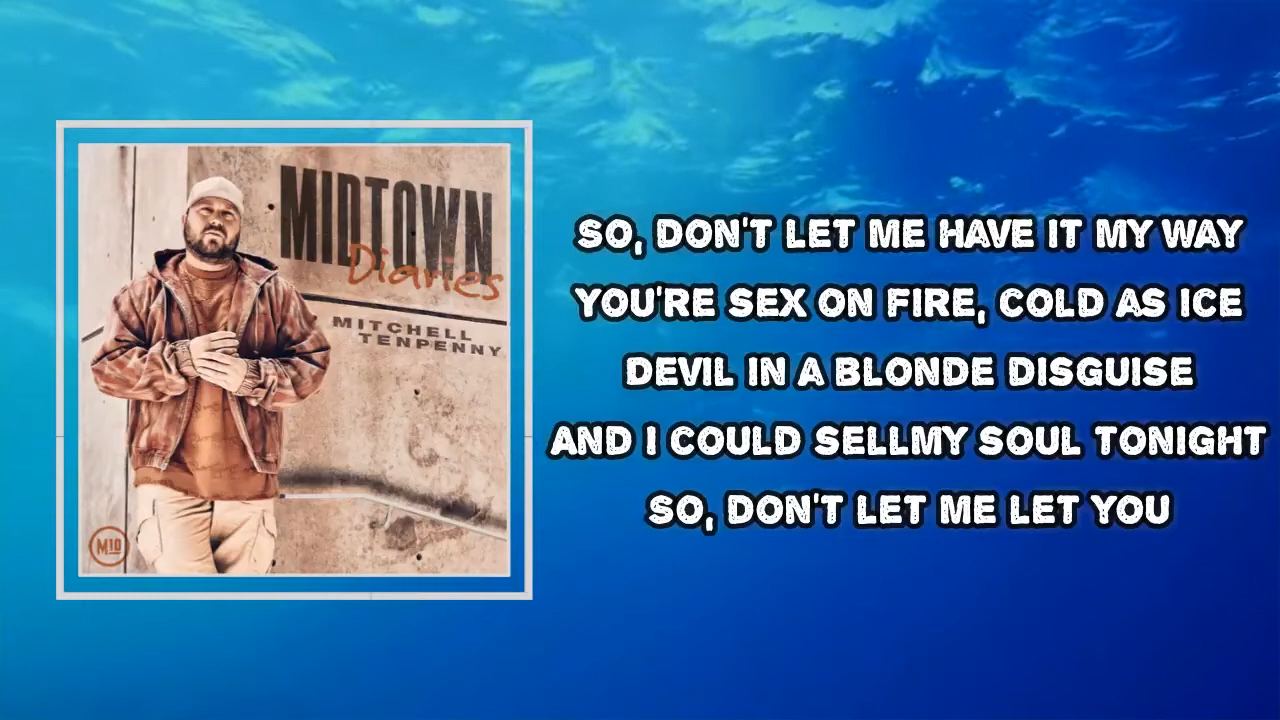 MIDTOWN
Diaries
MITCHELL
TENPENNY
M10
SO, DON'T LET ME HAVE IT MY WAY
YOU'RE SEX ON FIRE, COLD AS ICE
DEVIL IN A BLONDE DISGUISE
AND I COULD SELLMY SOUL TONIGHT
SO, DON'T LET ME LET YOU